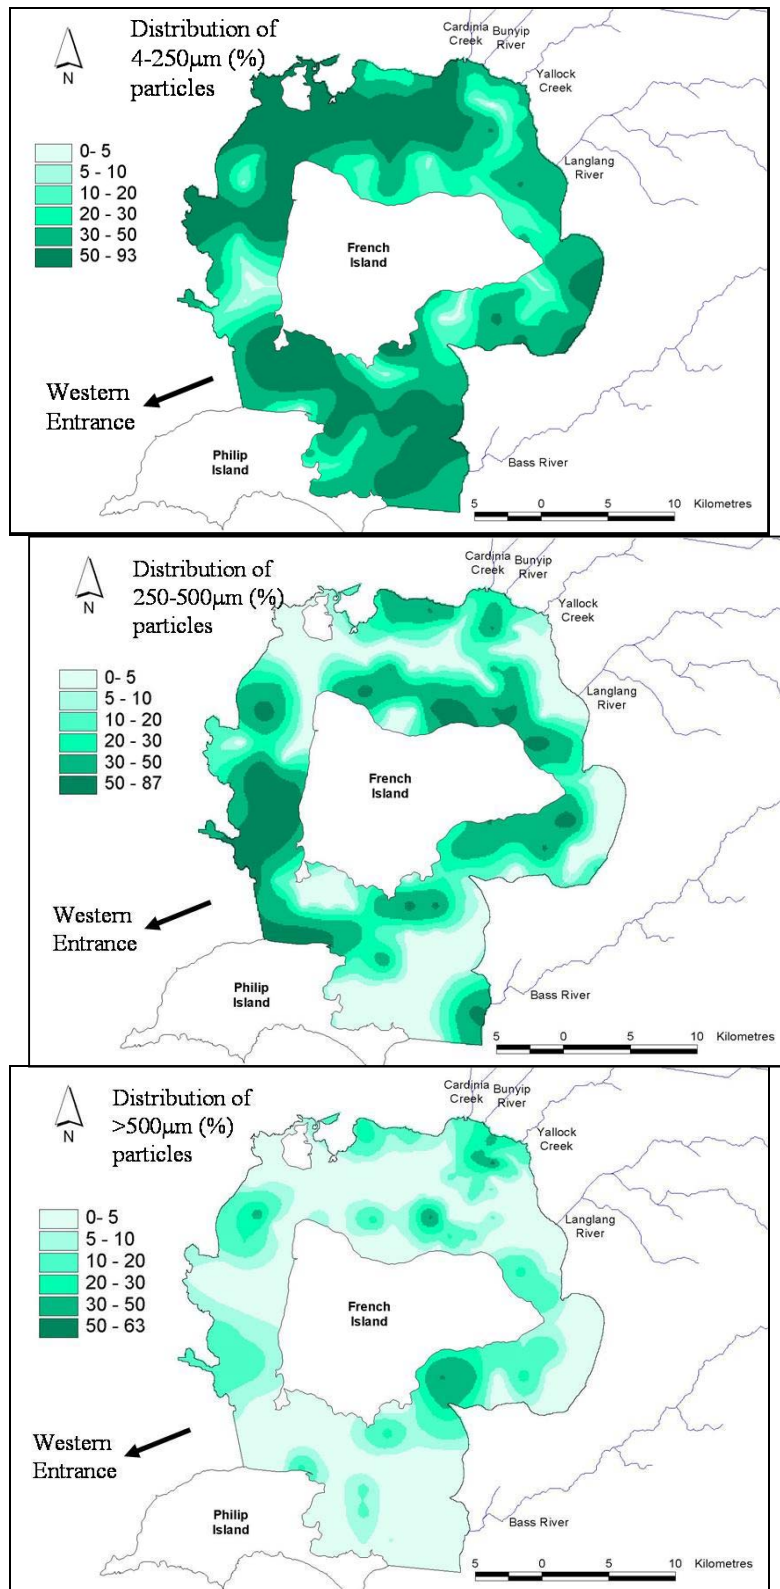 Distribution of
4-250µm (%)
particles
N
0- 5
5 - 10
10 - 20
20 - 30
30 - 50
50 - 93
Cardinia
Creek
Bunyip
River
Yallock
Creek
Langlang
River
French
Island
Western
Entrance
Philip
Island
Bass River
5 0 5 10 Kilometres
Distribution of
250-500µm (%)
particles
N
0- 5
5 - 10
10 - 20
20 - 30
30 - 50
50 - 87
Cardinia
Creek
Bunyip
River
Yallock
Creek
Langlang
River
French
Island
Western
Entrance
Philip
Island
Bass River
5 0 5 10
Kilometres
Distribution of
>500µm (%)
particles
N
0- 5
5 - 10
10 - 20
20 - 30
30 - 50
50 - 63
Cardinia
Creek
Bunyip
River
Yallock
Creek
Langlang
River
French
Island
Western
Entrance
Philip
Island
Bass River
5 0 5 10
Kilometres